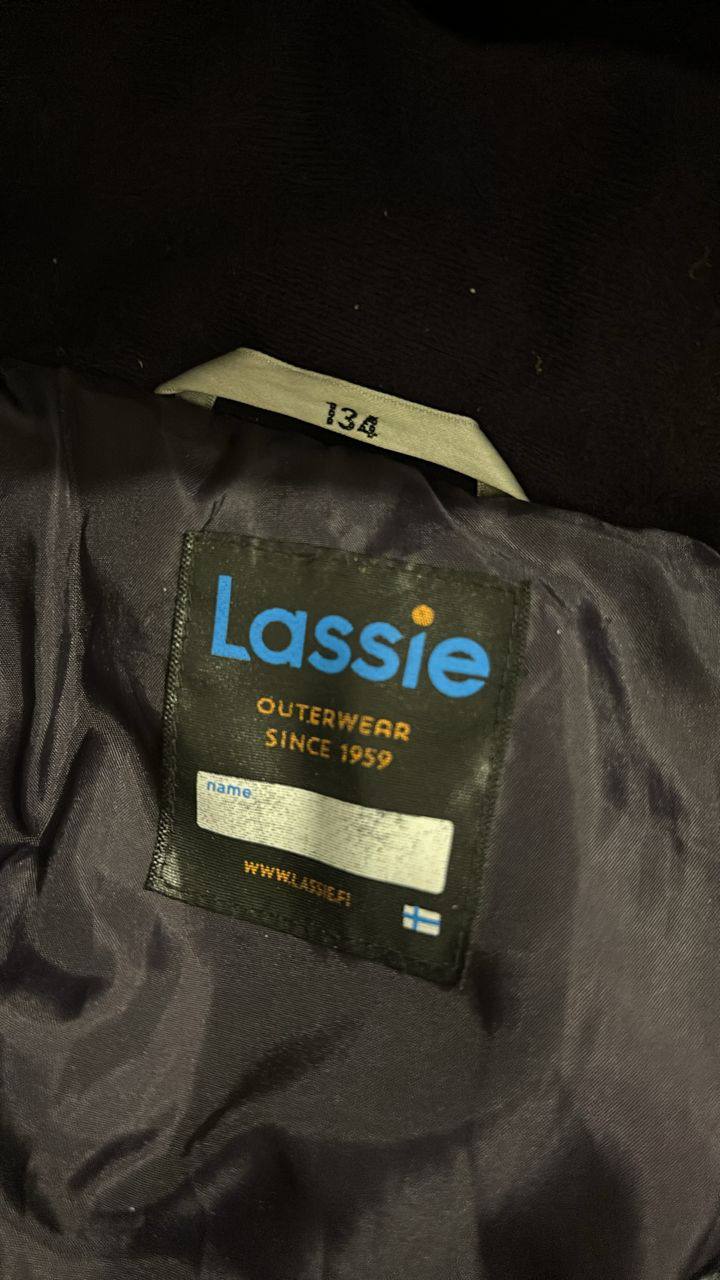 134
Lassie
OUTERWEAR
SINCE 1959
name
WWW.LASSIE.FI